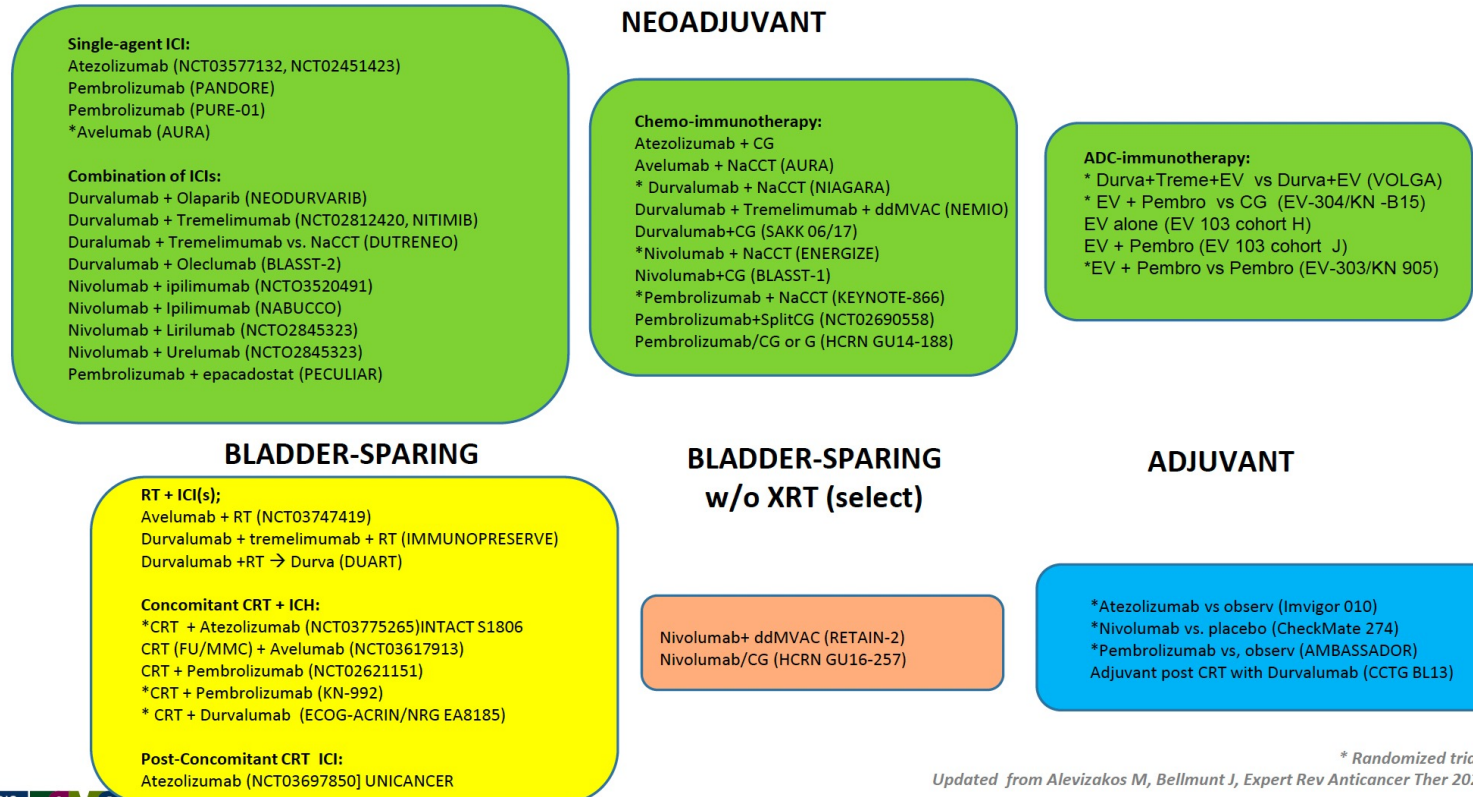 NEOADJUVANT
Single-agent ICI:
Atezolizumab (NCT03577132, NCT02451423)
Pembrolizumab (PANDORE)
Pembrolizumab (PURE-01)
*Avelumab (AURA)
Combination of ICIs:
Durvalumab + Olaparib (NEODURVARIB)
Durvalumab + Tremelimumab (NCT02812420, NITIMIB)
Duralumab + Tremelimumab vs. NaCCT (DUTRENEO)
Durvalumab + Oleclumab (BLASST-2)
Nivolumab + ipilimumab (NCTO3520491)
Nivolumab + Ipilimumab (NABUCCO)
Nivolumab + Lirilumab (NCTO2845323)
Nivolumab + Urelumab (NCTO2845323)
Pembrolizumab + epacadostat (PECULIAR)
Chemo-immunotherapy:
Atezolizumab + CG
Avelumab + NaCCT (AURA)
* Durvalumab + NaCCT (NIAGARA)
Durvalumab + Tremelimumab + ddMVAC (NEMIO)
Durvalumab+CG (SAKK 06/17)
*Nivolumab + NaCCT (ENERGIZE)
Nivolumab+CG (BLASST-1)
*Pembrolizumab + NaCCT (KEYNOTE-866)
Pembrolizumab+SplitCG (NCT02690558)
Pembrolizumab/CG or G (HCRN GU14-188)
ADC-immunotherapy:
* Durva+Treme+EV vs Durva+EV (VOLGA)
* EV + Pembro vs CG (EV-304/KN -B15)
EV alone (EV 103 cohort H)
EV + Pembro (EV 103 cohort J)
*EV + Pembro vs Pembro (EV-303/KN 905)
BLADDER-SPARING
RT + ICI(s);
Avelumab + RT (NCT03747419)
Durvalumab + tremelimumab + RT (IMMUNOPRESERVE)
Durvalumab +RT → Durva (DUART)
Concomitant CRT + ICH:
*CRT + Atezolizumab (NCT03775265)INTACT S1806
CRT (FU/MMC) + Avelumab (NCT03617913)
CRT + Pembrolizumab (NCT02621151)
*CRT + Pembrolizumab (KN-992)
* CRT + Durvalumab (ECOG-ACRIN/NRG EA8185)
Post-Concomitant CRT ICI:
Atezolizumab (NCT03697850] UNICANCER
BLADDER-SPARING
w/o XRT (select)
Nivolumab+ ddMVAC (RETAIN-2)
Nivolumab/CG (HCRN GU16-257)
ADJUVANT
*Atezolizumab vs observ (Imvigor 010)
*Nivolumab vs. placebo (CheckMate 274)
*Pembrolizumab vs, observ (AMBASSADOR)
Adjuvant post CRT with Durvalumab (CCTG BL13)
* Randomized tria
Updated from Alevizakos M, Bellmunt J, Expert Rev Anticancer Ther 202